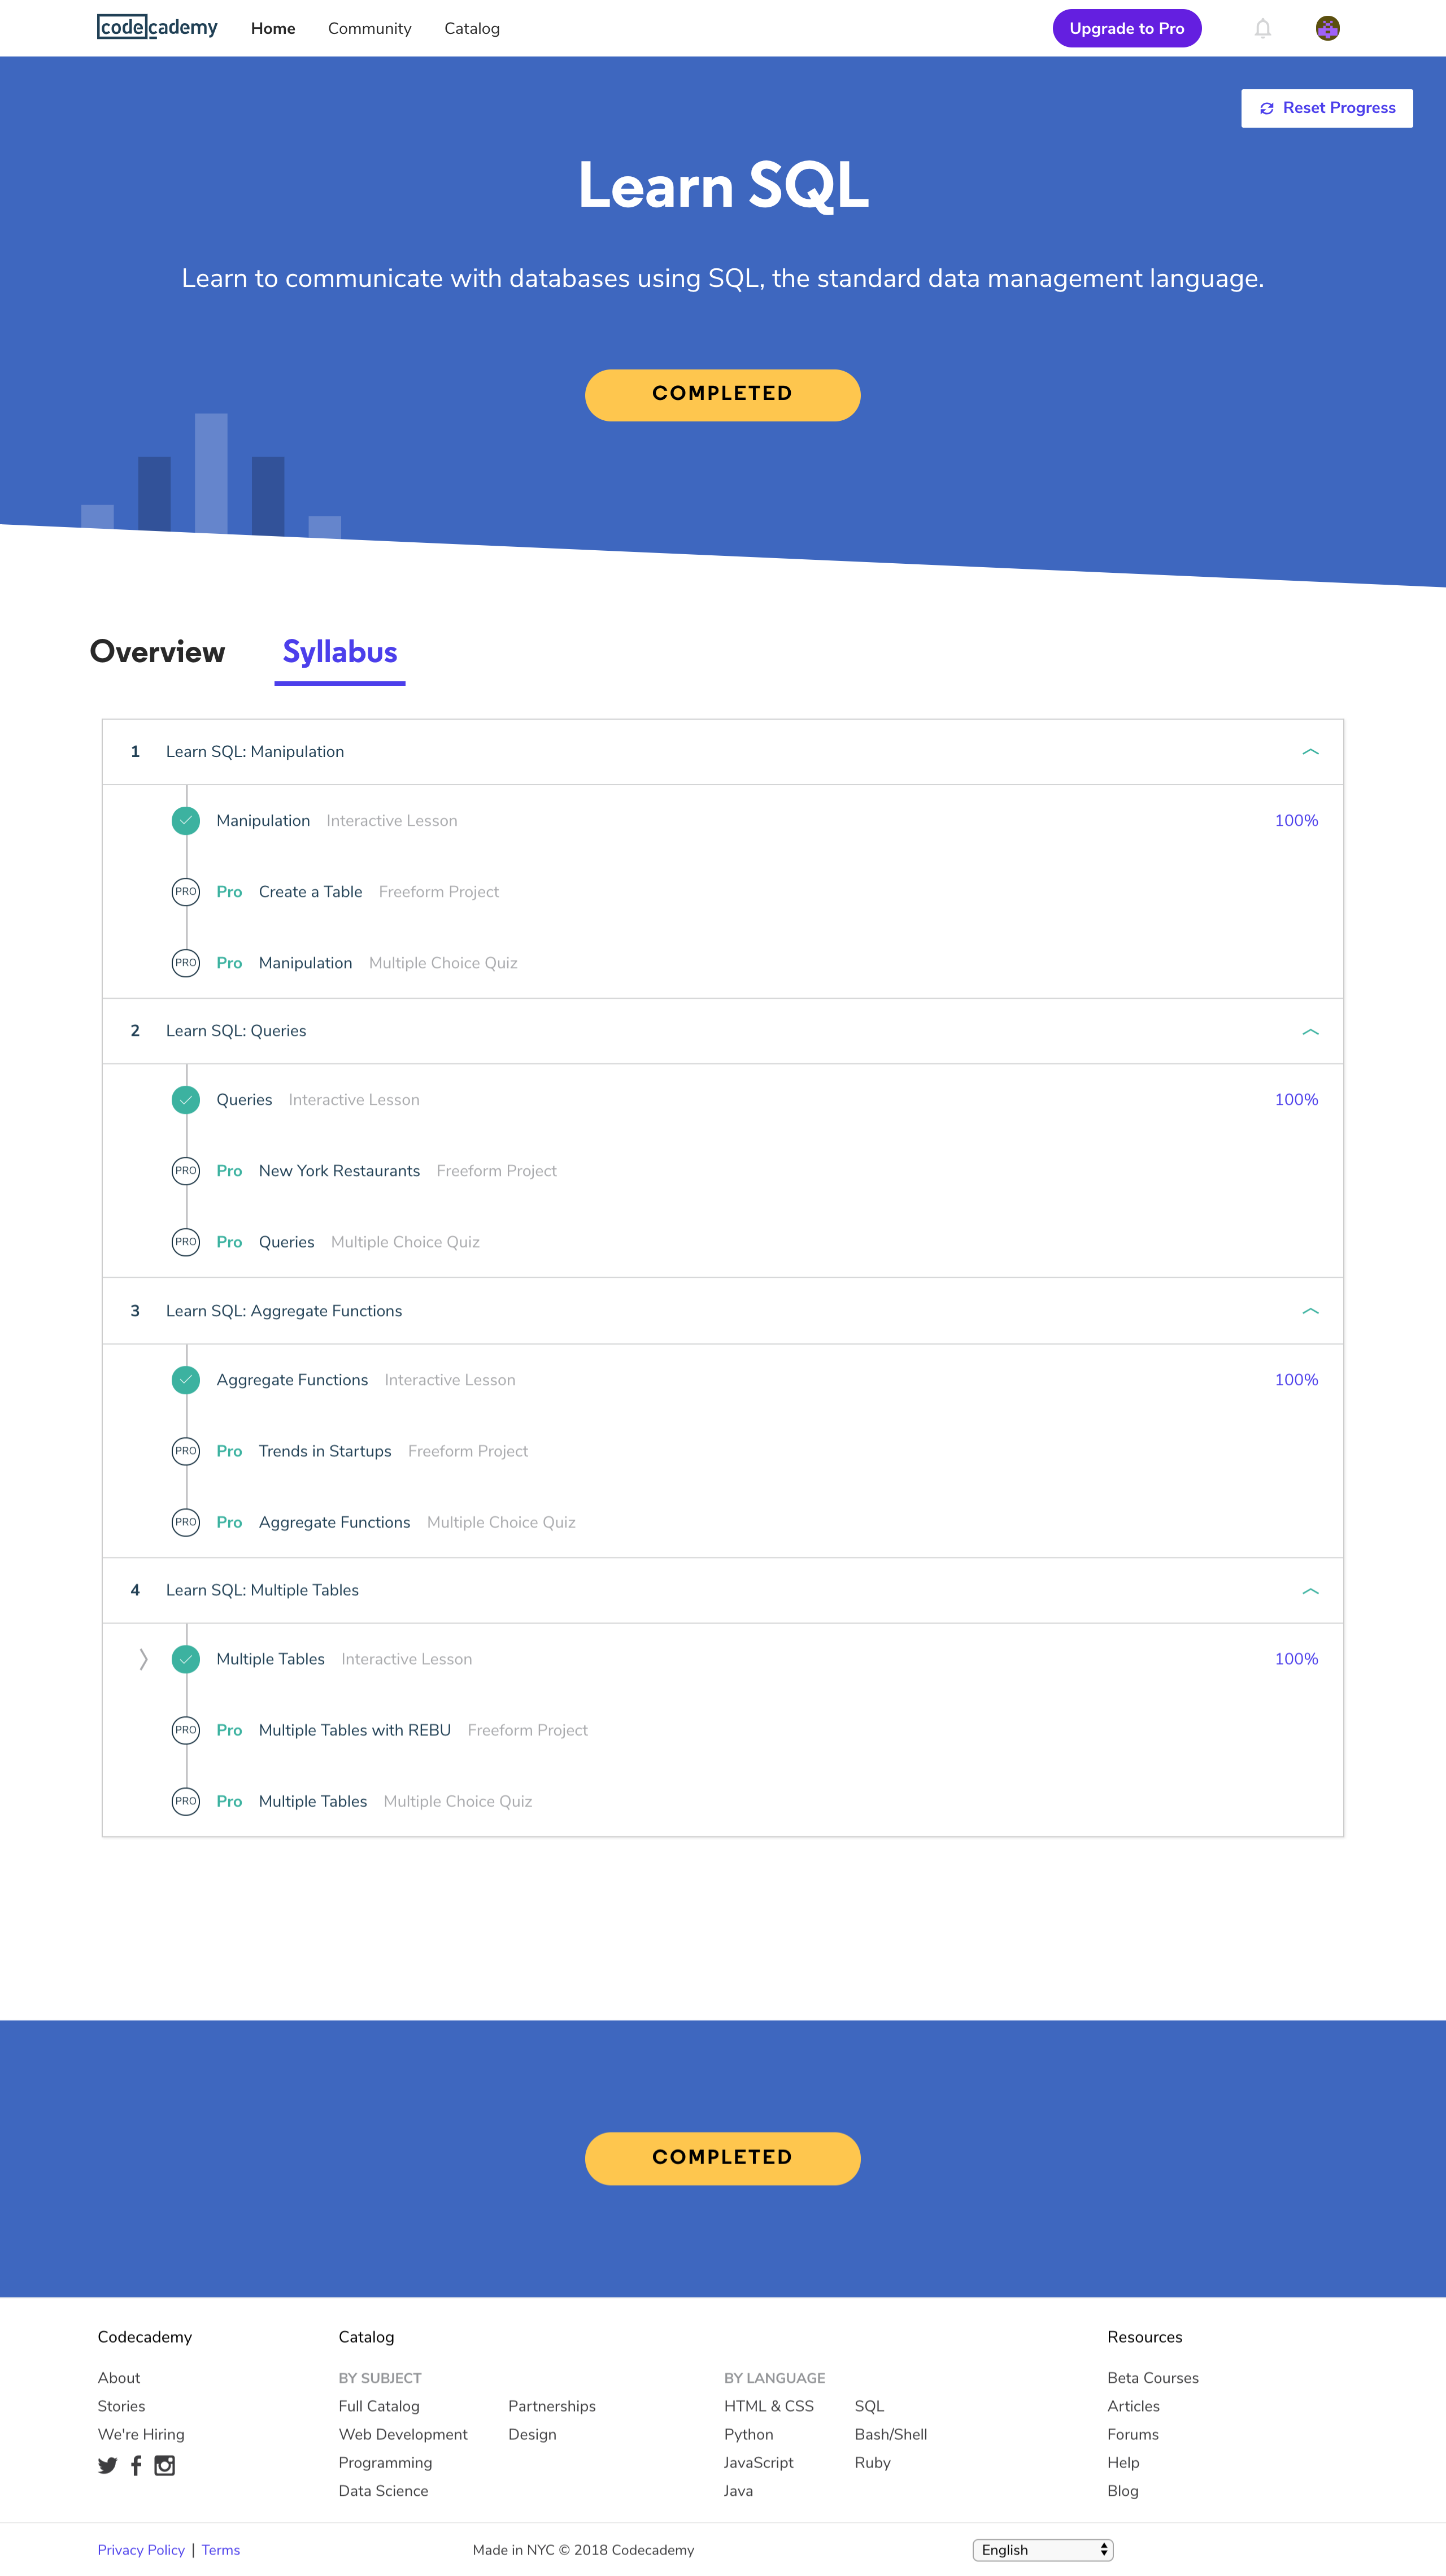 codecademy Home Community Catalog Upgrade to Pro
Reset Progress
Learn SQL
Learn to communicate with databases using SQL, the standard data management language.
COMPLETED
Overview Syllabus
1 Learn SQL: Manipulation
Manipulation Interactive Lesson 100%
PRO Pro Create a Table Freeform Project
PRO Pro Manipulation Multiple Choice Quiz
2 Learn SQL: Queries
Queries Interactive Lesson 100%
PRO Pro New York Restaurants Freeform Project
PRO Pro Queries Multiple Choice Quiz
3 Learn SQL: Aggregate Functions
Aggregate Functions Interactive Lesson 100%
PRO Pro Trends in Startups Freeform Project
PRO Pro Aggregate Functions Multiple Choice Quiz
4 Learn SQL: Multiple Tables
Multiple Tables Interactive Lesson 100%
PRO Pro Multiple Tables with REBU Freeform Project
PRO Pro Multiple Tables Multiple Choice Quiz
COMPLETED
Codecademy Catalog Resources
About BY SUBJECT BY LANGUAGE Beta Courses
Stories Full Catalog Partnerships HTML & CSS SQL Articles
We're Hiring Web Development Design Python Bash/Shell Forums
Programming JavaScript Ruby Help
Data Science Java Blog
Privacy Policy | Terms Made in NYC © 2018 Codecademy English